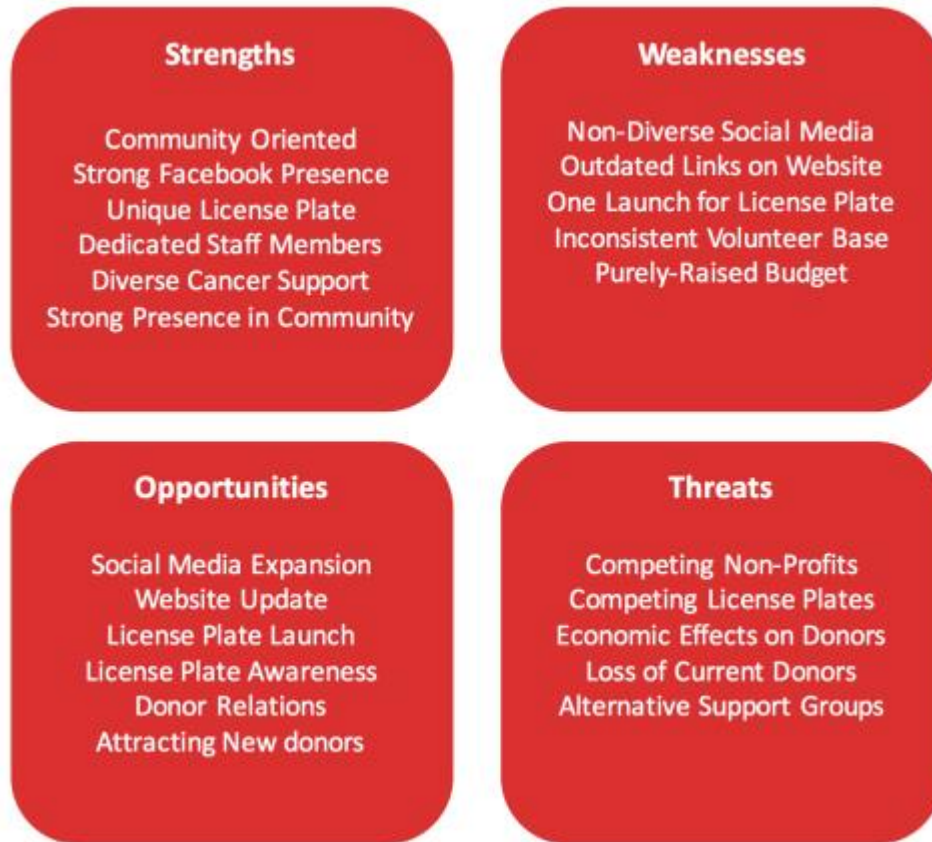 Strengths
Community Oriented
Strong Facebook Presence
Unique License Plate
Dedicated Staff Members
Diverse Cancer Support
Strong Presence in Community
Weaknesses
Non-Diverse Social Media
Outdated Links on Website
One Launch for License Plate
Inconsistent Volunteer Base
Purely-Raised Budget
Opportunities
Social Media Expansion
Website Update
License Plate Launch
License Plate Awareness
Donor Relations
Attracting New donors
Threats
Competing Non-Profits
Competing License Plates
Economic Effects on Donors
Loss of Current Donors
Alternative Support Groups